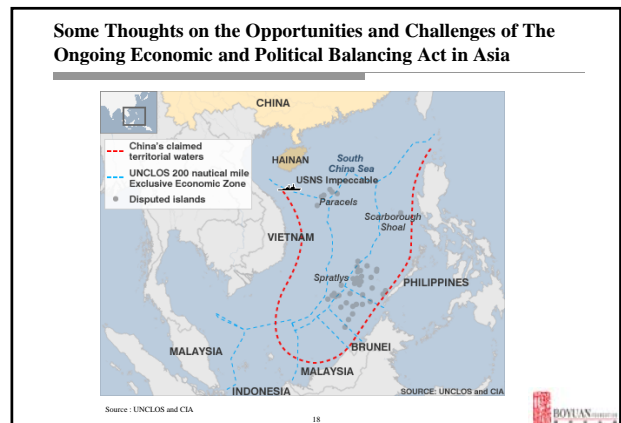 Some Thoughts on the Opportunities and Challenges of The
Ongoing Economic and Political Balancing Act in Asia
CHINA
China's claimed
territorial waters
UNCLOS 200 nautical mile
Exclusive Economic Zone
Disputed islands
HAINAN
South
China Sea
USNS Impeccable
Paracels
Scarborough
Shoal
VIETNAM
Spratlys
PHILIPPINES
BRUNEI
MALAYSIA
MALAYSIA
INDONESIA
SOURCE: UNCLOS and CIA
Source : UNCLOS and CIA
18
BOYUAN FOUNDATION